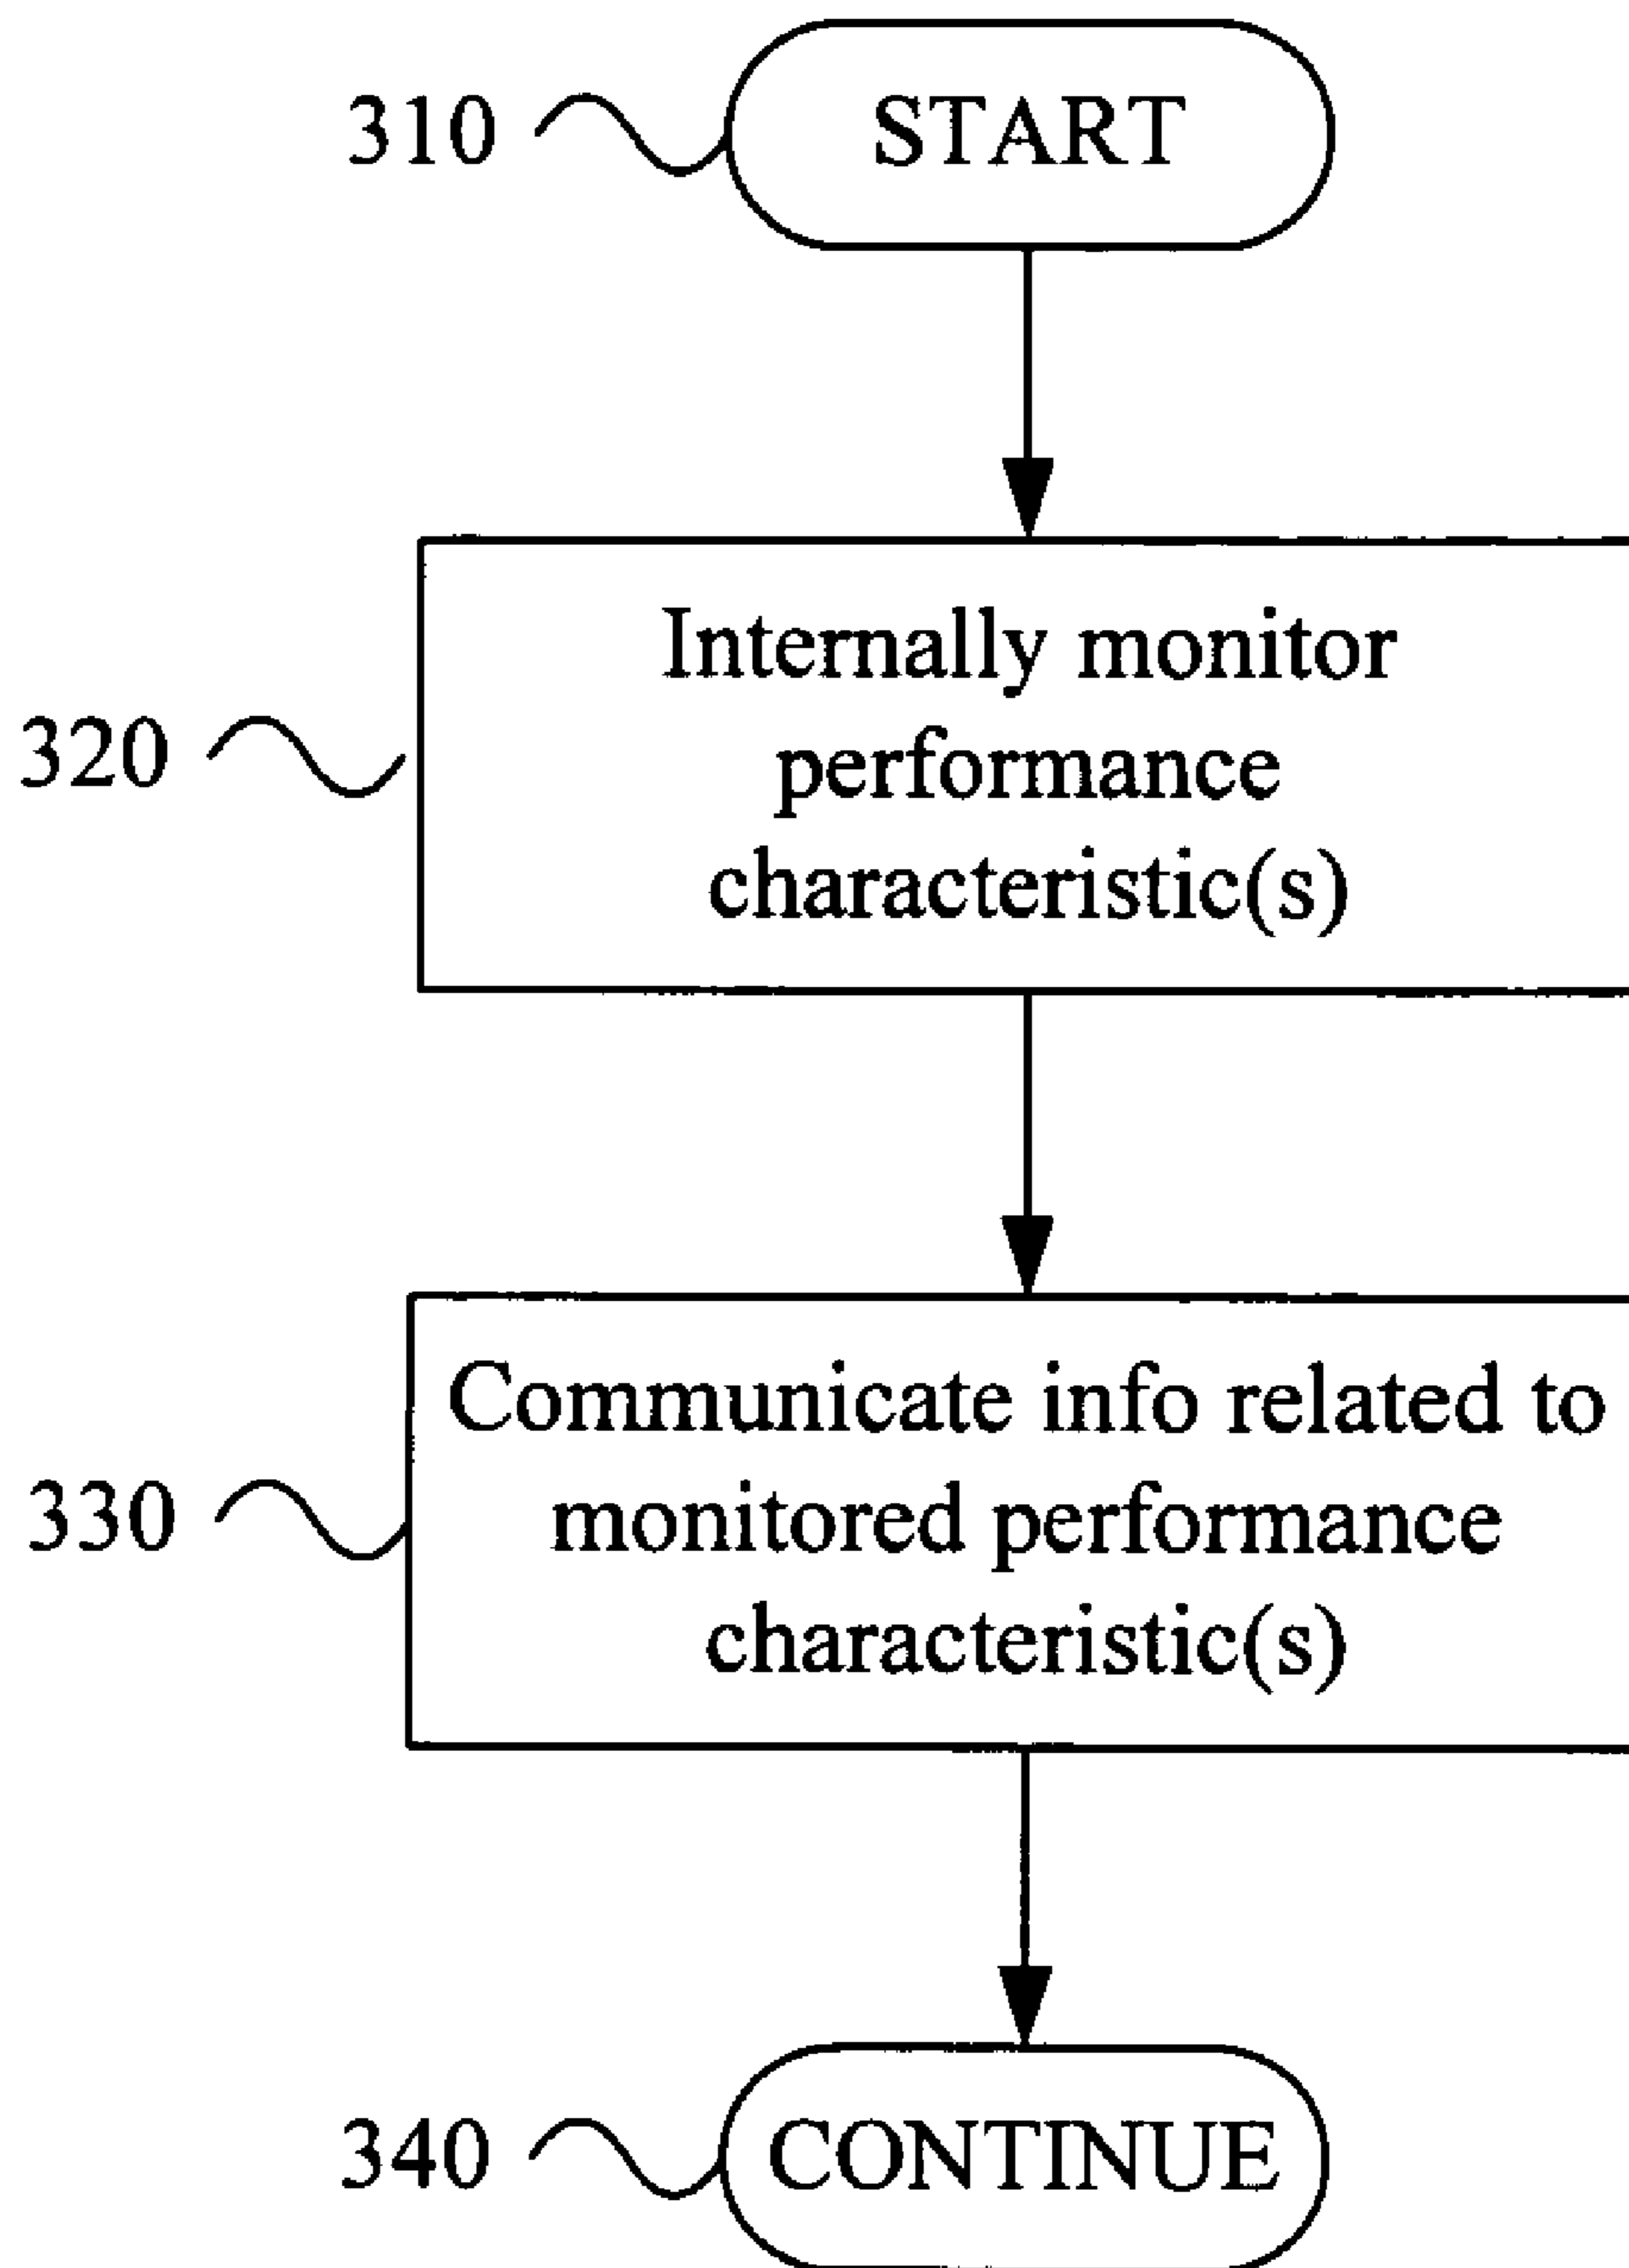 310
START
320
Internally monitor
performance
characteristic(s)
330
Communicate info related to
monitored performance
characteristic(s)
340
CONTINUE